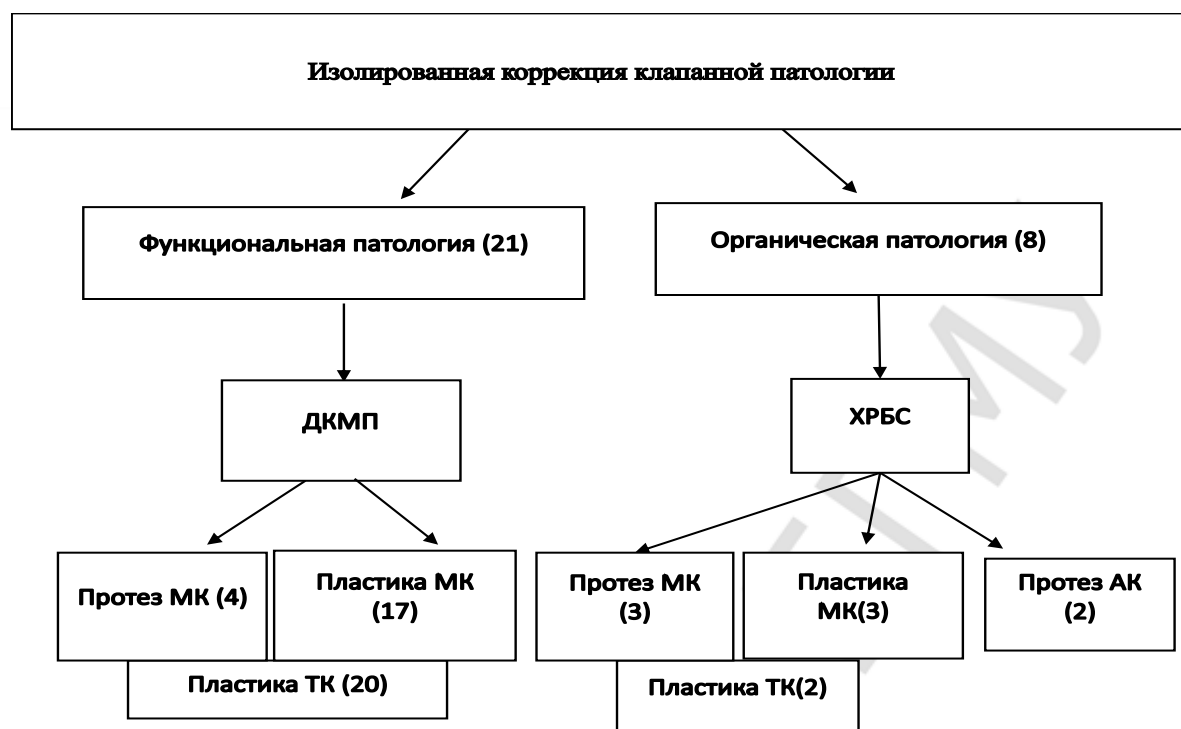 Изолированная коррекция клапанной патологии
Функциональная патология (21)
Органическая патология (8)
ДКМП
ХРБС
Протез МК (4)
Пластика МК
(17)
Протез МК
(3)
Пластика
МК(3)
Протез АК
(2)
Пластика ТК (20)
Пластика ТК(2)